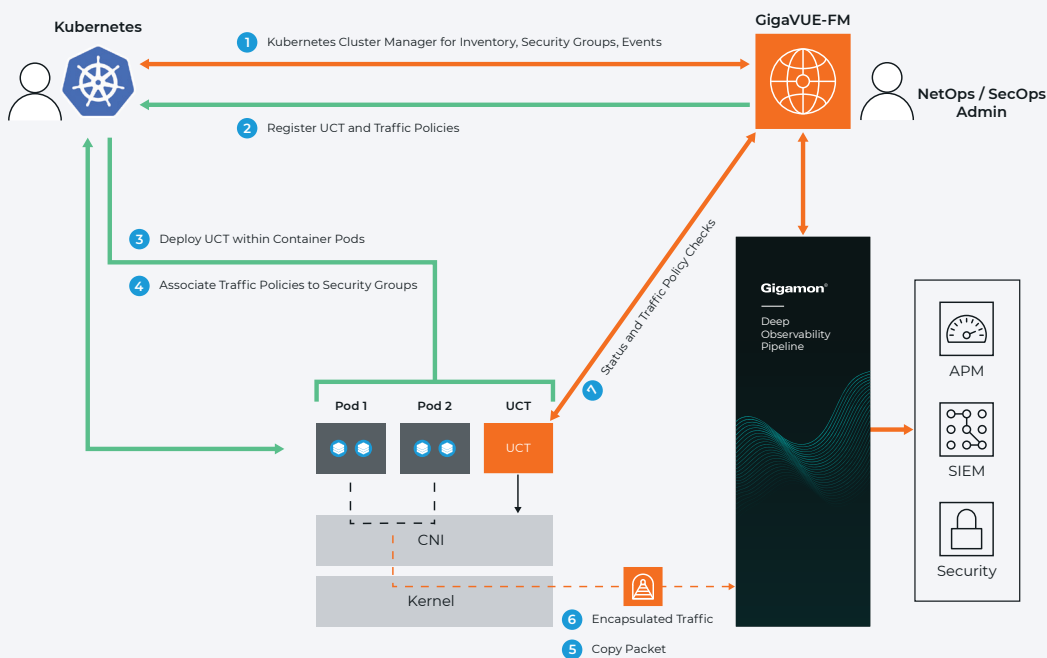 Kubernetes
GigaVUE-FM
1 Kubernetes Cluster Manager for Inventory, Security Groups, Events
NetOps / SecOps
Admin
2 Register UCT and Traffic Policies
3 Deploy UCT within Container Pods
4 Associate Traffic Policies to Security Groups
7 Status and Traffic Policy Checks
Gigamon®
Deep
Observability
Pipeline
APM
SIEM
Security
Pod 1
Pod 2
UCT
UCT
CNI
Kernel
6 Encapsulated Traffic
5 Copy Packet